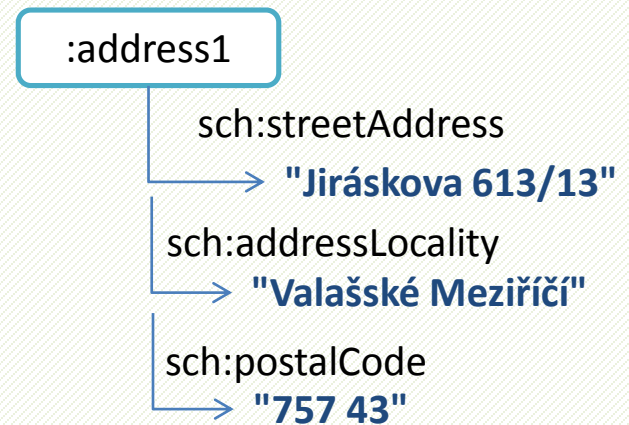 :address1
sch:streetAddress
"Jiráskova 613/13"
sch:addressLocality
"Valašské Meziříčí"
sch:postalCode
"757 43"